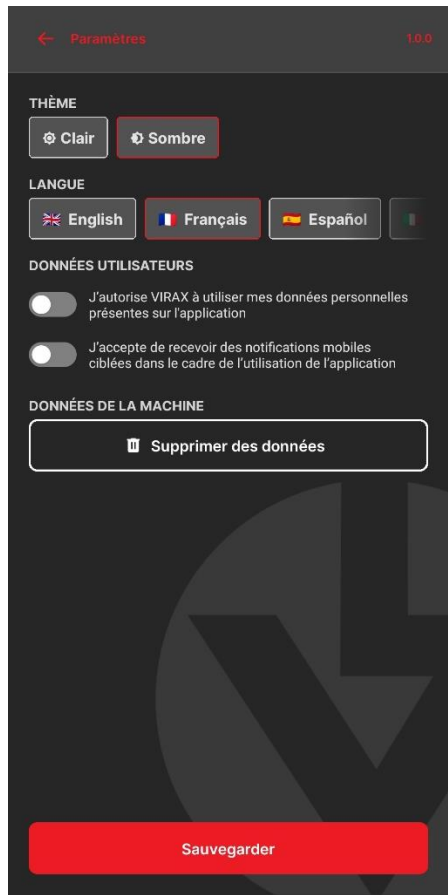 Paramètres 1.0.0
THÈME
Clair Sombre
LANGUE
English Français Español
DONNÉES UTILISATEURS
J'autorise VIRAX à utiliser mes données personnelles
présentes sur l'application
J'accepte de recevoir des notifications mobiles
ciblées dans le cadre de l'utilisation de l'application
DONNÉES DE LA MACHINE
Supprimer des données
Sauvegarder